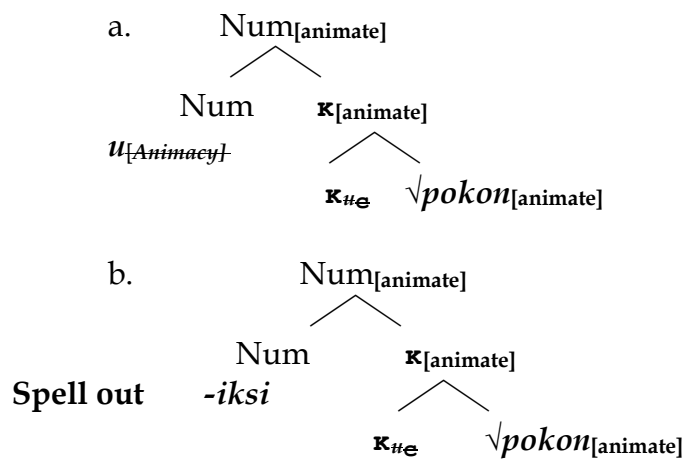 a. Num[animate]
Num ᴋ[animate]
u[Animacy]
ᴋ#e √pokon[animate]
b. Num[animate]
Num ᴋ[animate]
Spell out -iksi
ᴋ#e √pokon[animate]